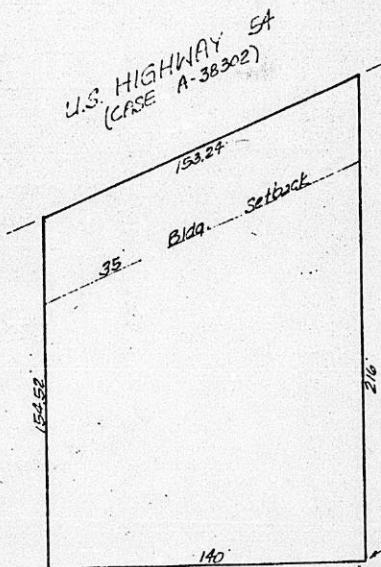 U.S. HIGHWAY 54
(CASE A-38302)
153.24
35 Bldg. Setback
154.52
216
140